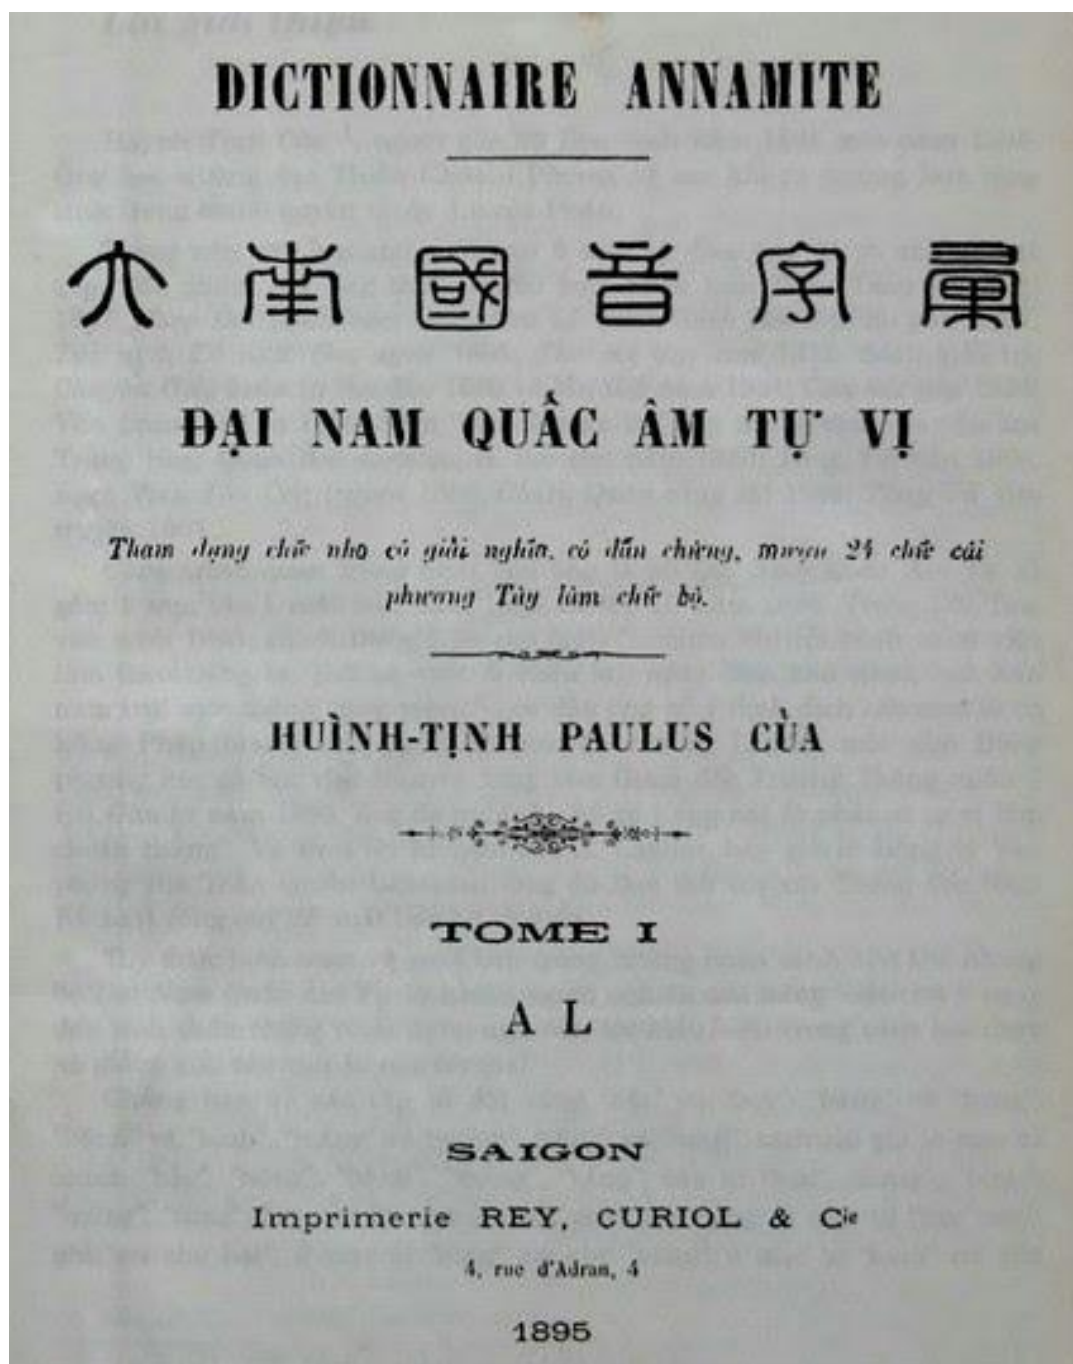 DICTIONNAIRE ANNAMITE
大南國音字彙
ĐẠI NAM QUẤC ÂM TỰ VỊ
Tham dụng chữ nho có giải nghĩa, có dẫn chứng, mượn 24 chữ cái
phương Tây làm chữ bộ.
HUÌNH-TỊNH PAULUS CỦA
TOME I
A L
SAIGON
Imprimerie REY, CURIOL & Cie
4, rue d'Adran, 4
1895